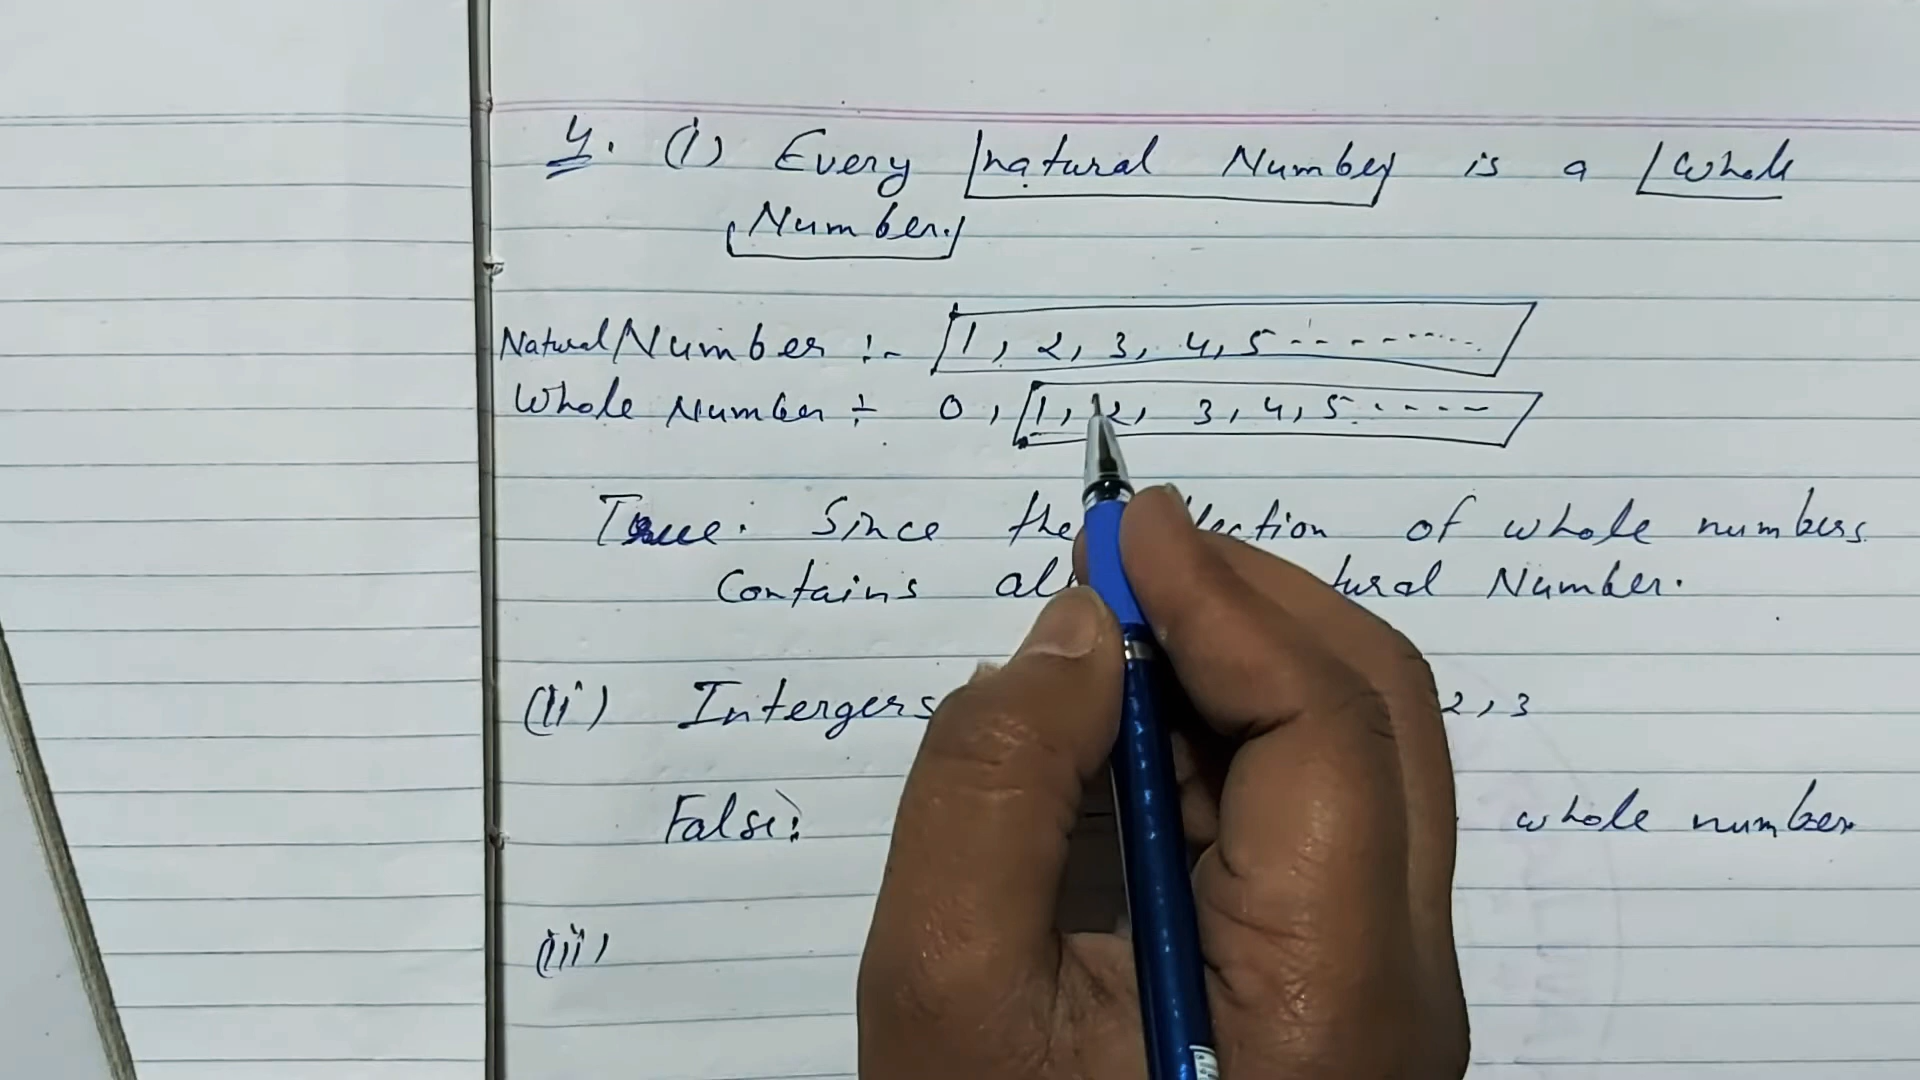 4. (i) Every natural Number is a Whole
Number.
Natural Number :- 1, 2, 3, 4, 5 - - - - - - - -
Whole Number ÷ 0, 1, 2, 3, 4, 5 . - - - -
True. Since the of whole numbers
Contains Number.
(ii) Intergers 2, 3
False: whole number
(iii)